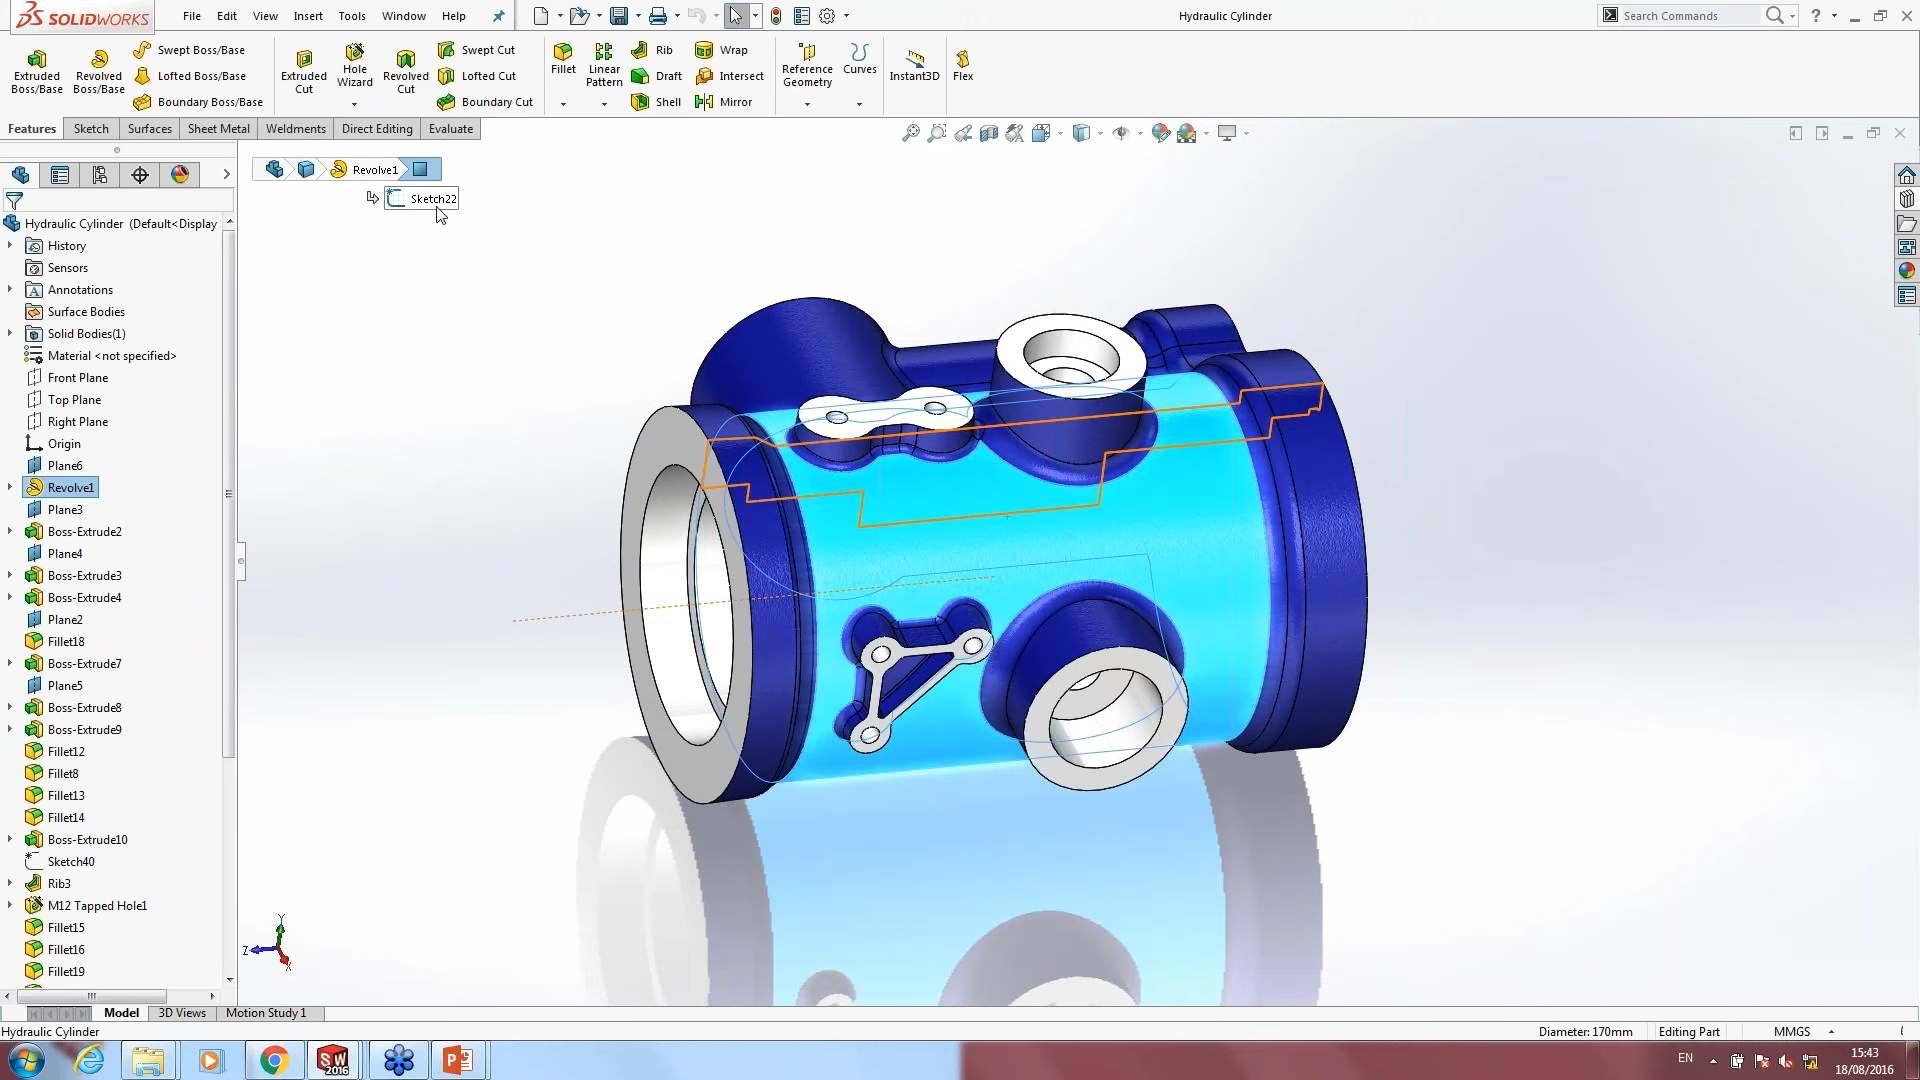 SOLIDWORKS
File Edit View Insert Tools Window Help
Hydraulic Cylinder
Search Commands
Extruded Boss/Base
Revolved Boss/Base
Swept Boss/Base
Lofted Boss/Base
Boundary Boss/Base
Extruded Cut
Hole Wizard
Revolved Cut
Swept Cut
Lofted Cut
Boundary Cut
Fillet
Linear Pattern
Rib
Draft
Shell
Wrap
Intersect
Mirror
Reference Geometry
Curves
Instant3D
Flex
Features Sketch Surfaces Sheet Metal Weldments Direct Editing Evaluate
Revolve1
Sketch22
Hydraulic Cylinder (Default<Display
History
Sensors
Annotations
Surface Bodies
Solid Bodies(1)
Material <not specified>
Front Plane
Top Plane
Right Plane
Origin
Plane6
Revolve1
Plane3
Boss-Extrude2
Plane4
Boss-Extrude3
Boss-Extrude4
Plane2
Fillet18
Boss-Extrude7
Plane5
Boss-Extrude8
Boss-Extrude9
Fillet12
Fillet8
Fillet13
Fillet14
Boss-Extrude10
Sketch40
Rib3
M12 Tapped Hole1
Fillet15
Fillet16
Fillet19
Y
Z
X
Model 3D Views Motion Study 1
Hydraulic Cylinder
Diameter: 170mm Editing Part MMGS
SW 2016
EN
15:43
18/08/2016